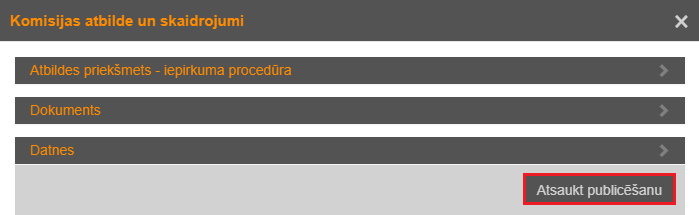 Komisijas atbilde un skaidrojumi
Atbildes priekšmets - iepirkuma procedūra
Dokuments
Datnes
Atsaukt publicēšanu